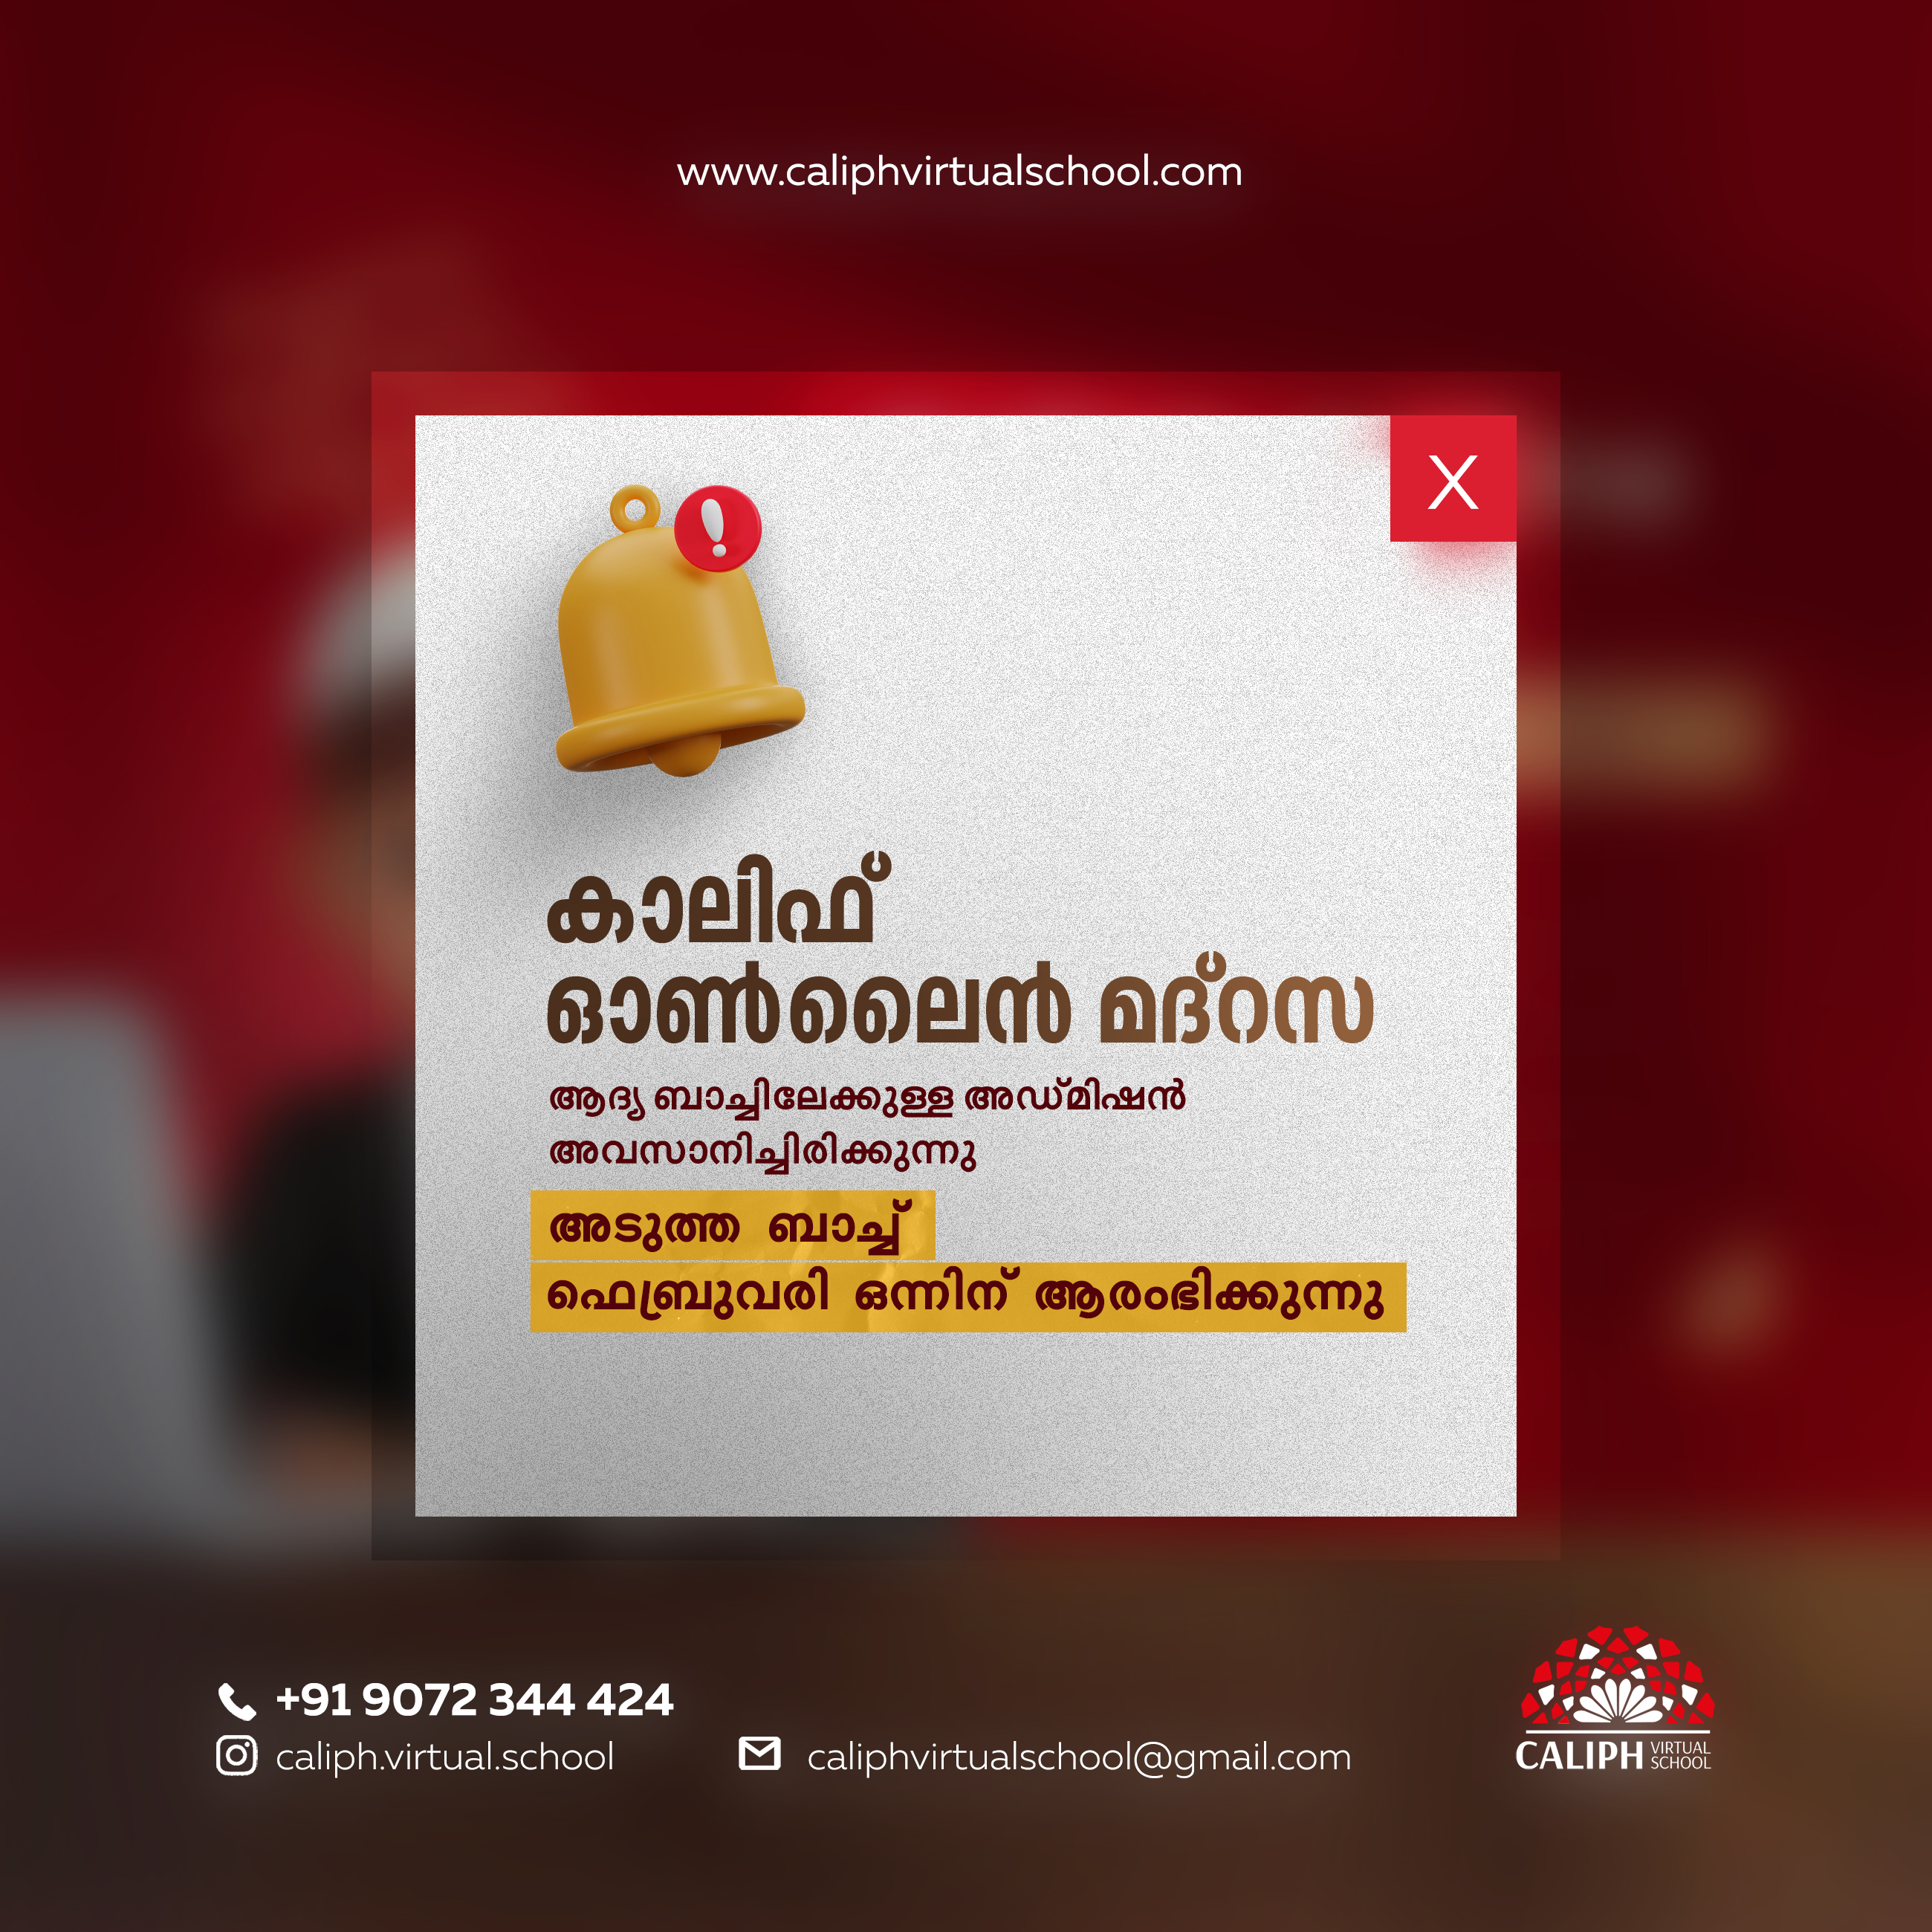 www.caliphvirtualschool.com
X
കാലിഫ്
ഓൺലൈൻ മദ്റസ
ആദ്യ ബാച്ചിലേക്കുള്ള അഡ്മിഷൻ
അവസാനിച്ചിരിക്കുന്നു
അടുത്ത ബാച്ച്
ഫെബ്രുവരി ഒന്നിന് ആരംഭിക്കുന്നു
+91 9072 344 424
caliph.virtual.school
caliphvirtualschool@gmail.com
CALIPH VIRTUAL
SCHOOL